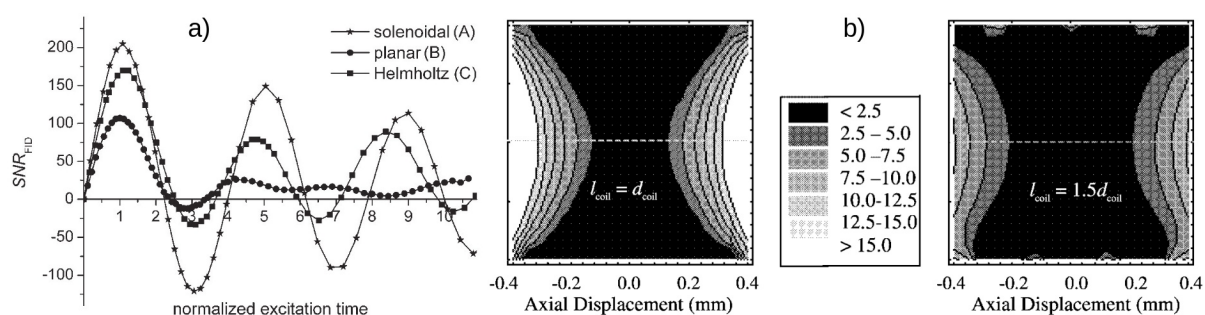 a)
solenoidal (A)
planar (B)
Helmholtz (C)
200
150
100
50
0
-50
-100
SNR_FID
1 2 3 4 5 6 7 8 9 10
normalized excitation time
b)
l_coil = d_coil
-0.4 -0.2 0.0 0.2 0.4
Axial Displacement (mm)
< 2.5
2.5 – 5.0
5.0 –7.5
7.5 –10.0
10.0-12.5
12.5-15.0
> 15.0
l_coil = 1.5d_coil
-0.4 -0.2 0.0 0.2 0.4
Axial Displacement (mm)